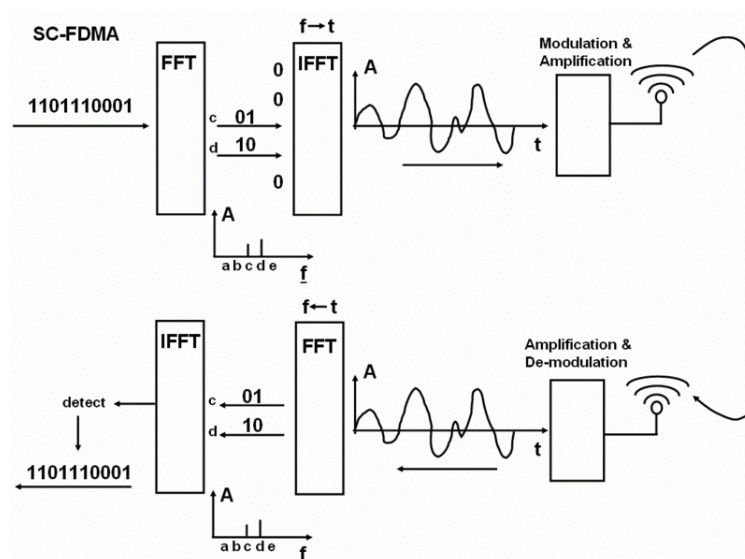 SC-FDMA
f→t
Modulation &
Amplification
FFT
0
IFFT
A
0
1101110001
c 01
d 10
t
0
A
a b c d e f
f←t
IFFT
FFT
Amplification &
De-modulation
A
c 01
detect
d 10
t
1101110001
A
a b c d e f